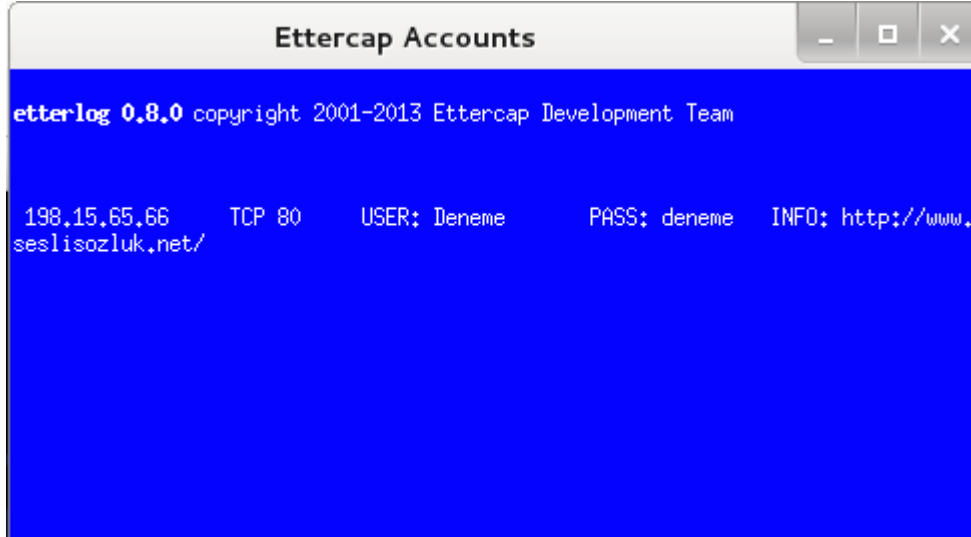 Ettercap Accounts
etterlog 0.8.0 copyright 2001-2013 Ettercap Development Team
198.15.65.66 TCP 80 USER: Deneme PASS: deneme INFO: http://www.
seslisozluk.net/